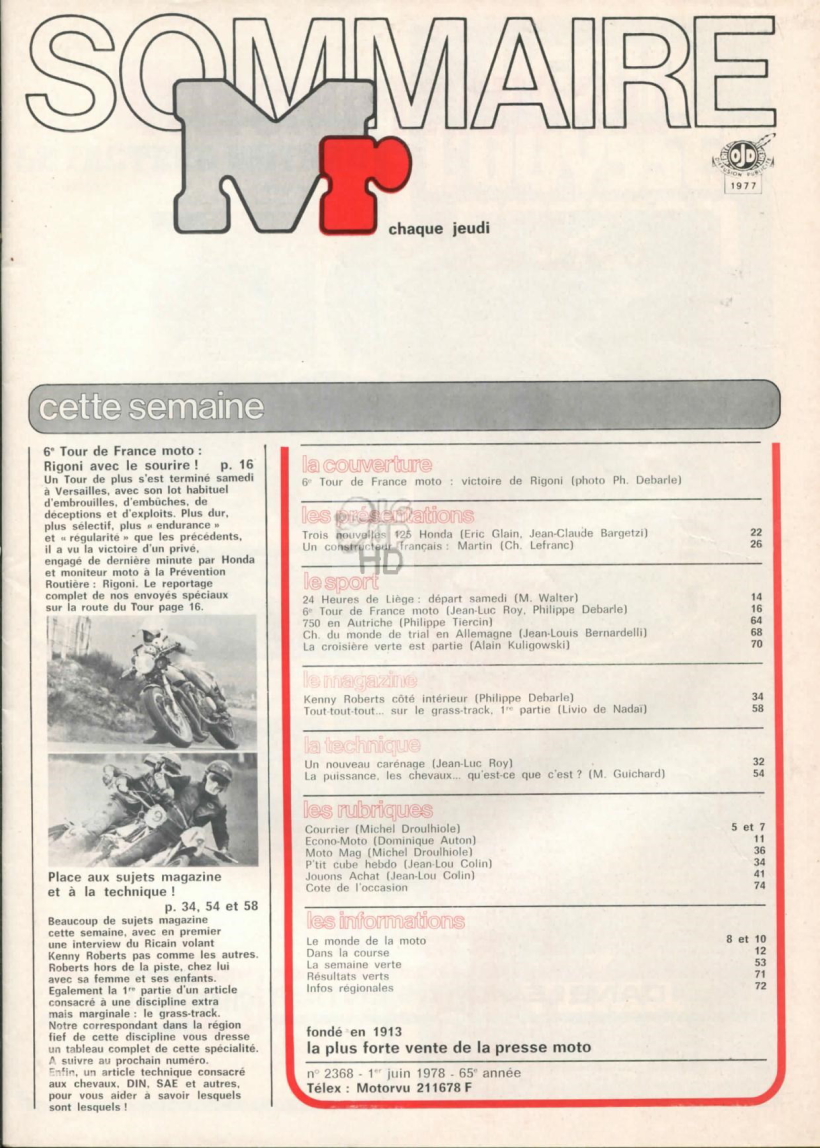 SOMMAIRE
Mr
chaque jeudi
OJD
DIFFUSION
1977
cette semaine
6e Tour de France moto :
Rigoni avec le sourire ! p. 16
Un Tour de plus s'est terminé samedi
à Versailles, avec son lot habituel
d'embrouilles, d'embûches, de
déceptions et d'exploits. Plus dur,
plus sélectif, plus « endurance »
et « régularité » que les précédents,
il a vu la victoire d'un privé,
engagé de dernière minute par Honda
et moniteur moto à la Prévention
Routière : Rigoni. Le reportage
complet de nos envoyés spéciaux
sur la route du Tour page 16.
9
Place aux sujets magazine
et à la technique !
p. 34, 54 et 58
Beaucoup de sujets magazine
cette semaine, avec en premier
une interview du Ricain volant
Kenny Roberts pas comme les autres.
Roberts hors de la piste, chez lui
avec sa femme et ses enfants.
Egalement la 1re partie d'un article
consacré à une discipline extra
mais marginale : le grass-track.
Notre correspondant dans la région
fief de cette discipline vous dresse
un tableau complet de cette spécialité.
A suivre au prochain numéro.
Enfin, un article technique consacré
aux chevaux, DIN, SAE et autres,
pour vous aider à savoir lesquels
sont lesquels !
la couverture
6e Tour de France moto : victoire de Rigoni (photo Ph. Debarle)
les présentations
Trois nouvelles 125 Honda (Eric Glain, Jean-Claude Bargetzi) 22
Un constructeur français : Martin (Ch. Lefranc) 26
HD
le sport
24 Heures de Liège : départ samedi (M. Walter) 14
6e Tour de France moto (Jean-Luc Roy, Philippe Debarle) 16
750 en Autriche (Philippe Tiercin) 64
Ch. du monde de trial en Allemagne (Jean-Louis Bernardelli) 68
La croisière verte est partie (Alain Kuligowski) 70
le magazine
Kenny Roberts côté intérieur (Philippe Debarle) 34
Tout-tout-tout... sur le grass-track, 1re partie (Livio de Nadaï) 58
la technique
Un nouveau carénage (Jean-Luc Roy) 32
La puissance, les chevaux... qu'est-ce que c'est ? (M. Guichard) 54
les rubriques
Courrier (Michel Droulhiole) 5 et 7
Econo-Moto (Dominique Auton) 11
Moto Mag (Michel Droulhiole) 36
P'tit cube hebdo (Jean-Lou Colin) 34
Jouons Achat (Jean-Lou Colin) 41
Cote de l'occasion 74
les informations
Le monde de la moto 8 et 10
Dans la course 12
La semaine verte 53
Résultats verts 71
Infos régionales 72
fondé en 1913
la plus forte vente de la presse moto
n° 2368 - 1er juin 1978 - 65e année
Télex : Motorvu 211678 F